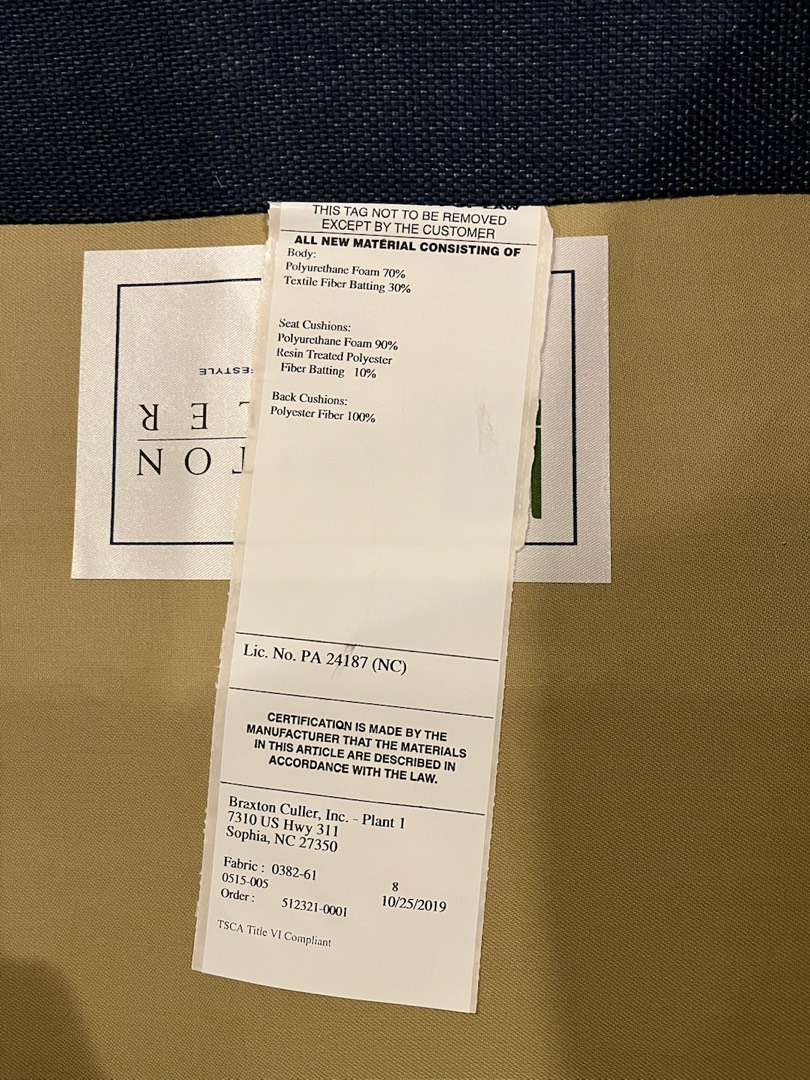 THIS TAG NOT TO BE REMOVED
EXCEPT BY THE CUSTOMER
ALL NEW MATERIAL CONSISTING OF
Body:
Polyurethane Foam 70%
Textile Fiber Batting 30%
Seat Cushions:
Polyurethane Foam 90%
Resin Treated Polyester
Fiber Batting 10%
Back Cushions:
Polyester Fiber 100%
Lic. No. PA 24187 (NC)
CERTIFICATION IS MADE BY THE
MANUFACTURER THAT THE MATERIALS
IN THIS ARTICLE ARE DESCRIBED IN
ACCORDANCE WITH THE LAW.
Braxton Culler, Inc. - Plant 1
7310 US Hwy 311
Sophia, NC 27350
Fabric : 0382-61
0515-005 8
Order : 512321-0001 10/25/2019
TSCA Title VI Compliant